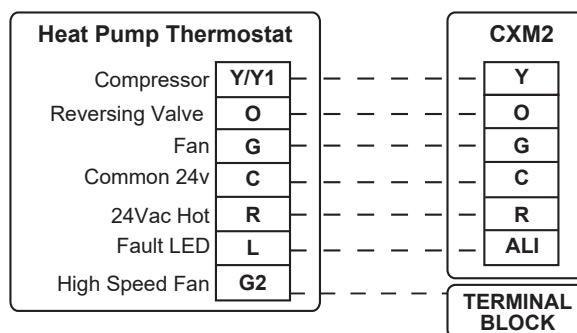 Heat Pump Thermostat
CXM2
Compressor Y/Y1 Y
Reversing Valve O O
Fan G G
Common 24v C C
24Vac Hot R R
Fault LED L ALI
High Speed Fan G2
TERMINAL
BLOCK